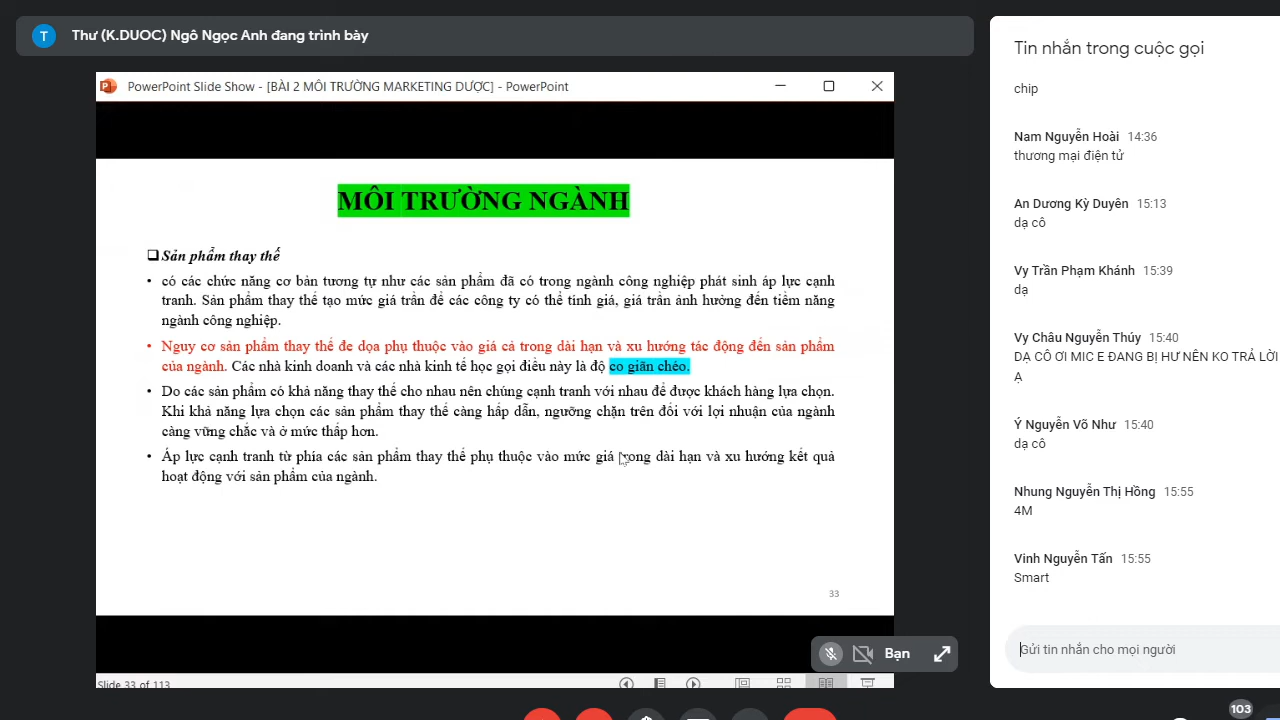 T Thư (K.DUOC) Ngô Ngọc Anh đang trình bày
PowerPoint Slide Show - [BÀI 2 MÔI TRƯỜNG MARKETING DƯỢC] - PowerPoint
MÔI TRƯỜNG NGÀNH
Sản phẩm thay thế
• có các chức năng cơ bản tương tự như các sản phẩm đã có trong ngành công nghiệp phát sinh áp lực cạnh
tranh. Sản phẩm thay thế tạo mức giá trần để các công ty có thể tính giá, giá trần ảnh hưởng đến tiềm năng
ngành công nghiệp.
• Nguy cơ sản phẩm thay thế đe dọa phụ thuộc vào giá cả trong dài hạn và xu hướng tác động đến sản phẩm
của ngành. Các nhà kinh doanh và các nhà kinh tế học gọi điều này là độ co giãn chéo.
• Do các sản phẩm có khả năng thay thế cho nhau nên chúng cạnh tranh với nhau để được khách hàng lựa chọn.
Khi khả năng lựa chọn các sản phẩm thay thế càng hấp dẫn, ngưỡng chặn trên đối với lợi nhuận của ngành
càng vững chắc và ở mức thấp hơn.
• Áp lực cạnh tranh từ phía các sản phẩm thay thế phụ thuộc vào mức giá trong dài hạn và xu hướng kết quả
hoạt động với sản phẩm của ngành.
33
Bạn
Slide 33 of 113
Tin nhắn trong cuộc gọi
chip
Nam Nguyễn Hoài 14:36
thương mại điện tử
An Dương Kỳ Duyên 15:13
dạ cô
Vy Trần Phạm Khánh 15:39
dạ
Vy Châu Nguyễn Thúy 15:40
DẠ CÔ ƠI MIC E ĐANG BỊ HƯ NÊN KO TRẢ LỜI
Ạ
Ý Nguyễn Võ Như 15:40
dạ cô
Nhung Nguyễn Thị Hồng 15:55
4M
Vinh Nguyễn Tấn 15:55
Smart
Gửi tin nhắn cho mọi người
103